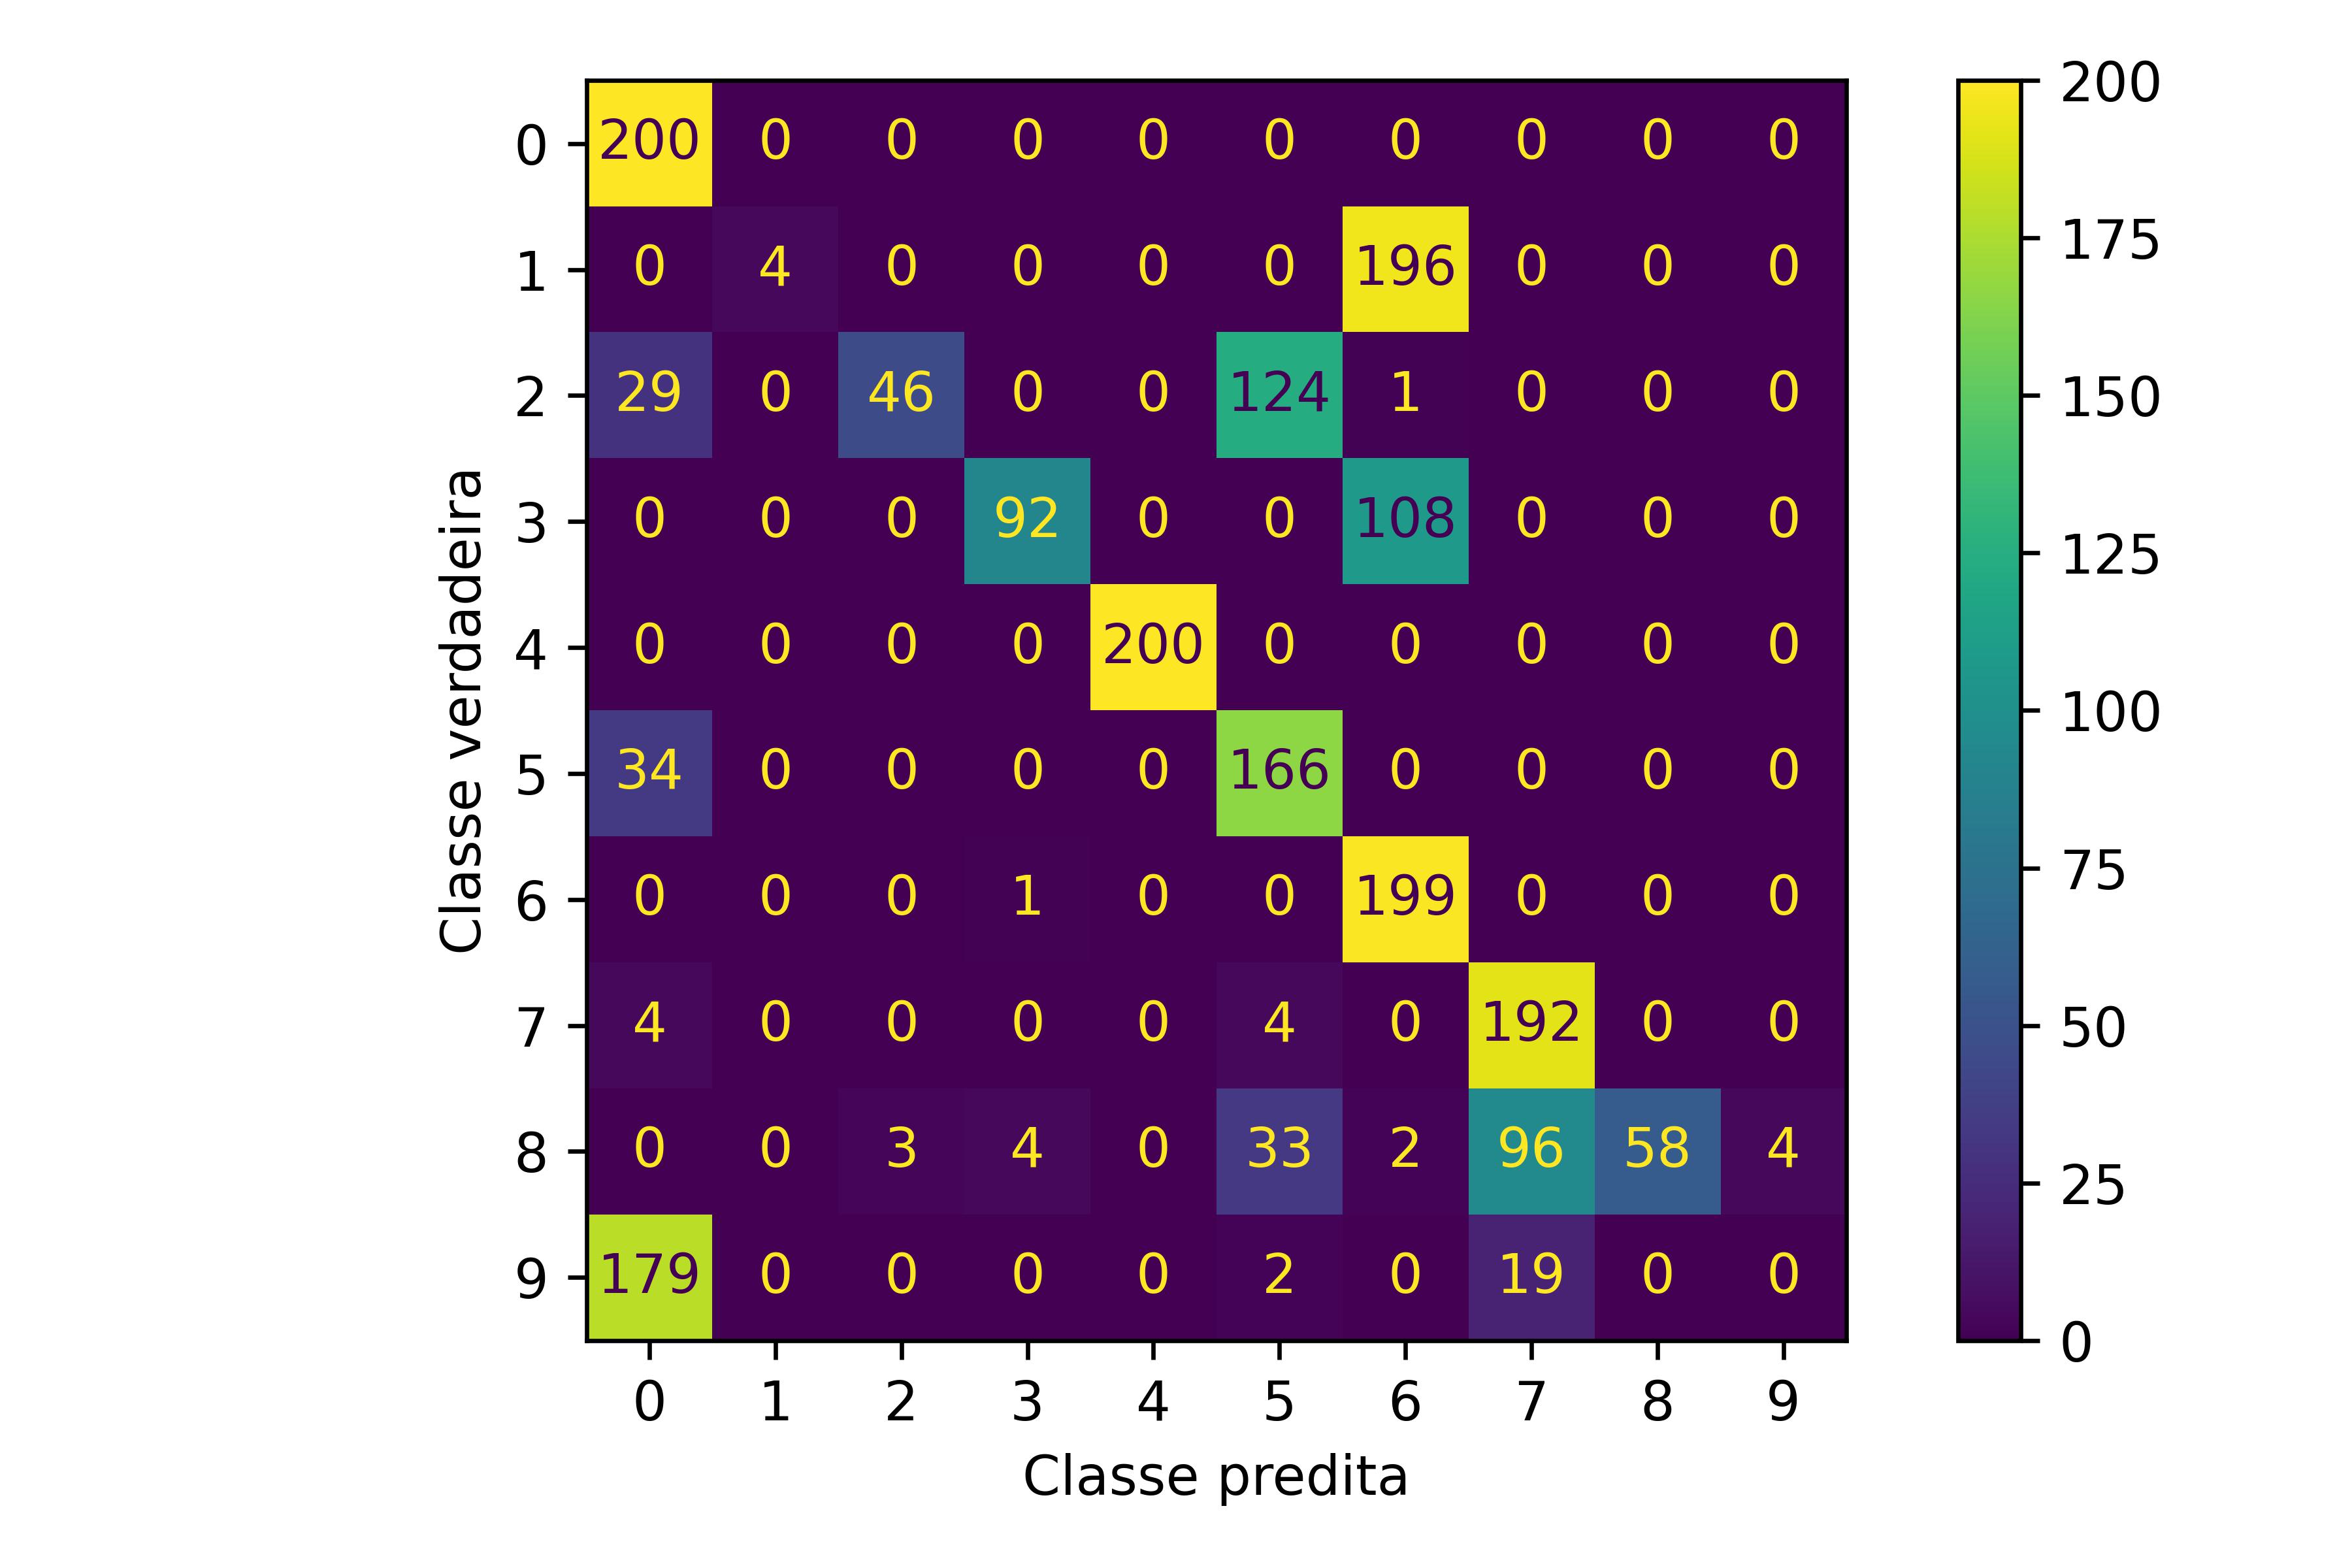 0 200 0 0 0 0 0 0 0 0 0
1 0 4 0 0 0 0 196 0 0 0
2 29 0 46 0 0 124 1 0 0 0
3 0 0 0 92 0 0 108 0 0 0
4 0 0 0 0 200 0 0 0 0 0
5 34 0 0 0 0 166 0 0 0 0
6 0 0 0 1 0 0 199 0 0 0
7 4 0 0 0 0 4 0 192 0 0
8 0 0 3 4 0 33 2 96 58 4
9 179 0 0 0 0 2 0 19 0 0
0 1 2 3 4 5 6 7 8 9
Classe predita
Classe verdadeira
200
175
150
125
100
75
50
25
0